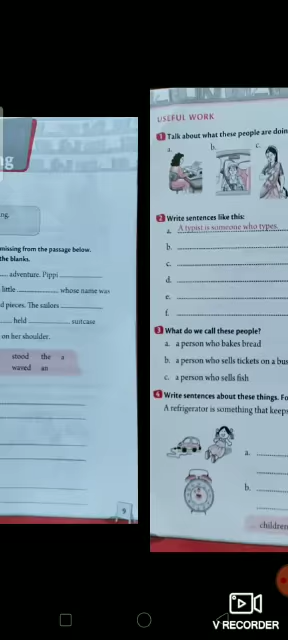 ng
ng.
missing from the passage below.
the blanks.
adventure. Pippi
little whose name was
d pieces. The sailors
held suitcase
on her shoulder.
stood the a
waved an
9
USEFUL WORK
1 Talk about what these people are doin
a. b. c.
2 Write sentences like this:
a. A typist is someone who types.
b.
c.
d.
e.
f.
3 What do we call these people?
a. a person who bakes bread
b. a person who sells tickets on a bus
c. a person who sells fish
4 Write sentences about these things. Fo
A refrigerator is something that keeps
a.
b.
children
V RECORDER